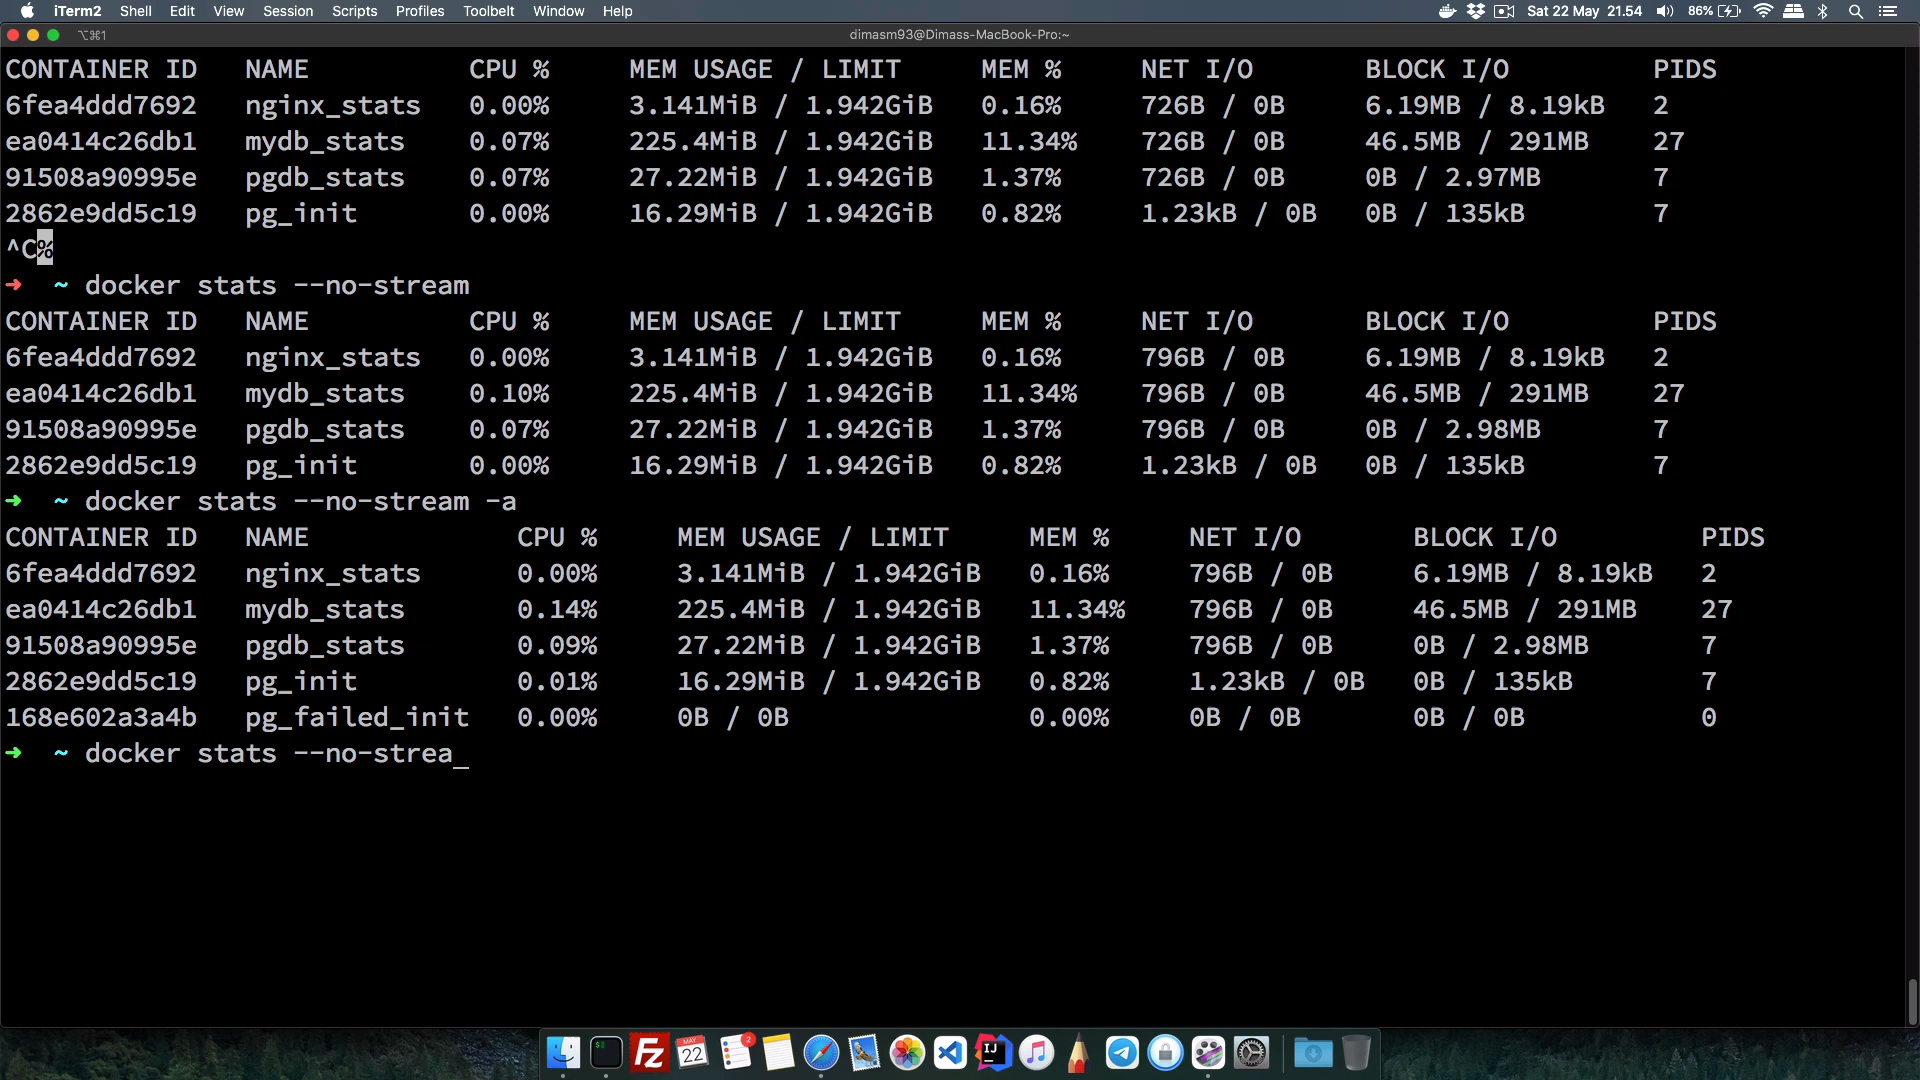 iTerm2 Shell Edit View Session Scripts Profiles Toolbelt Window Help Sat 22 May 21.54 86%
⌥⌘1 dimasm93@Dimass-MacBook-Pro:~
CONTAINER ID NAME CPU % MEM USAGE / LIMIT MEM % NET I/O BLOCK I/O PIDS
6fea4ddd7692 nginx_stats 0.00% 3.141MiB / 1.942GiB 0.16% 726B / 0B 6.19MB / 8.19kB 2
ea0414c26db1 mydb_stats 0.07% 225.4MiB / 1.942GiB 11.34% 726B / 0B 46.5MB / 291MB 27
91508a90995e pgdb_stats 0.07% 27.22MiB / 1.942GiB 1.37% 726B / 0B 0B / 2.97MB 7
2862e9dd5c19 pg_init 0.00% 16.29MiB / 1.942GiB 0.82% 1.23kB / 0B 0B / 135kB 7
^C%
➜ ~ docker stats --no-stream
CONTAINER ID NAME CPU % MEM USAGE / LIMIT MEM % NET I/O BLOCK I/O PIDS
6fea4ddd7692 nginx_stats 0.00% 3.141MiB / 1.942GiB 0.16% 796B / 0B 6.19MB / 8.19kB 2
ea0414c26db1 mydb_stats 0.10% 225.4MiB / 1.942GiB 11.34% 796B / 0B 46.5MB / 291MB 27
91508a90995e pgdb_stats 0.07% 27.22MiB / 1.942GiB 1.37% 796B / 0B 0B / 2.98MB 7
2862e9dd5c19 pg_init 0.00% 16.29MiB / 1.942GiB 0.82% 1.23kB / 0B 0B / 135kB 7
➜ ~ docker stats --no-stream -a
CONTAINER ID NAME CPU % MEM USAGE / LIMIT MEM % NET I/O BLOCK I/O PIDS
6fea4ddd7692 nginx_stats 0.00% 3.141MiB / 1.942GiB 0.16% 796B / 0B 6.19MB / 8.19kB 2
ea0414c26db1 mydb_stats 0.14% 225.4MiB / 1.942GiB 11.34% 796B / 0B 46.5MB / 291MB 27
91508a90995e pgdb_stats 0.09% 27.22MiB / 1.942GiB 1.37% 796B / 0B 0B / 2.98MB 7
2862e9dd5c19 pg_init 0.01% 16.29MiB / 1.942GiB 0.82% 1.23kB / 0B 0B / 135kB 7
168e602a3a4b pg_failed_init 0.00% 0B / 0B 0.00% 0B / 0B 0B / 0B 0
➜ ~ docker stats --no-strea_
$ Fz MAY 22 2 IJ